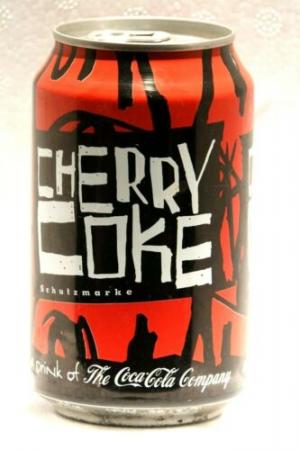 CHERRY
COKE
Schutzmarke
drink of The Coca-Cola Company